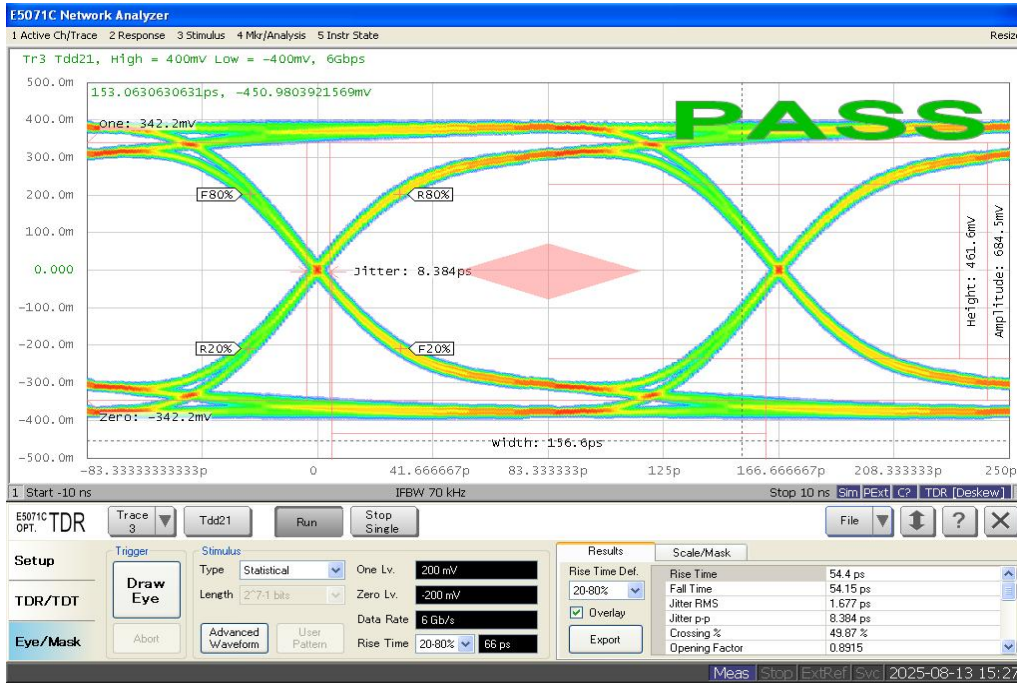 E5071C Network Analyzer
1 Active Ch/Trace 2 Response 3 Stimulus 4 Mkr/Analysis 5 Instr State Resize
Tr3 Tdd21, High = 400mV Low = -400mV, 6Gbps
500.0m
153.0630630631ps, -450.9803921569mV
PASS
400.0m
One: 342.2mV
300.0m
200.0m
F80%
R80%
100.0m
0.000
Jitter: 8.384ps
Height: 461.6mV
Amplitude: 684.5mV
-100.0m
-200.0m
R20%
F20%
-300.0m
-400.0m
Zero: -342.2mV
width: 156.6ps
-500.0m
-83.33333333333p 0 41.666667p 83.333333p 125p 166.666667p 208.333333p 250p
1 Start -10 ns IFBW 70 kHz Stop 10 ns Sim PExt C? TDR [Deskew]
E5071C OPT. TDR
Trace 3
Tdd21
Run
Stop Single
File
?
Setup
TDR/TDT
Eye/Mask
Trigger
Draw Eye
Abort
Stimulus
Type Statistical
Length 2^7-1 bits
Advanced Waveform
User Pattern
One Lv. 200 mV
Zero Lv. -200 mV
Data Rate 6 Gb/s
Rise Time 20-80% 66 ps
Results Scale/Mask
Rise Time Def.
20-80%
Overlay
Export
Rise Time 54.4 ps
Fall Time 54.15 ps
Jitter RMS 1.677 ps
Jitter p-p 8.384 ps
Crossing % 49.87 %
Opening Factor 0.8915
Meas Stop ExtRef Svc 2025-08-13 15:27